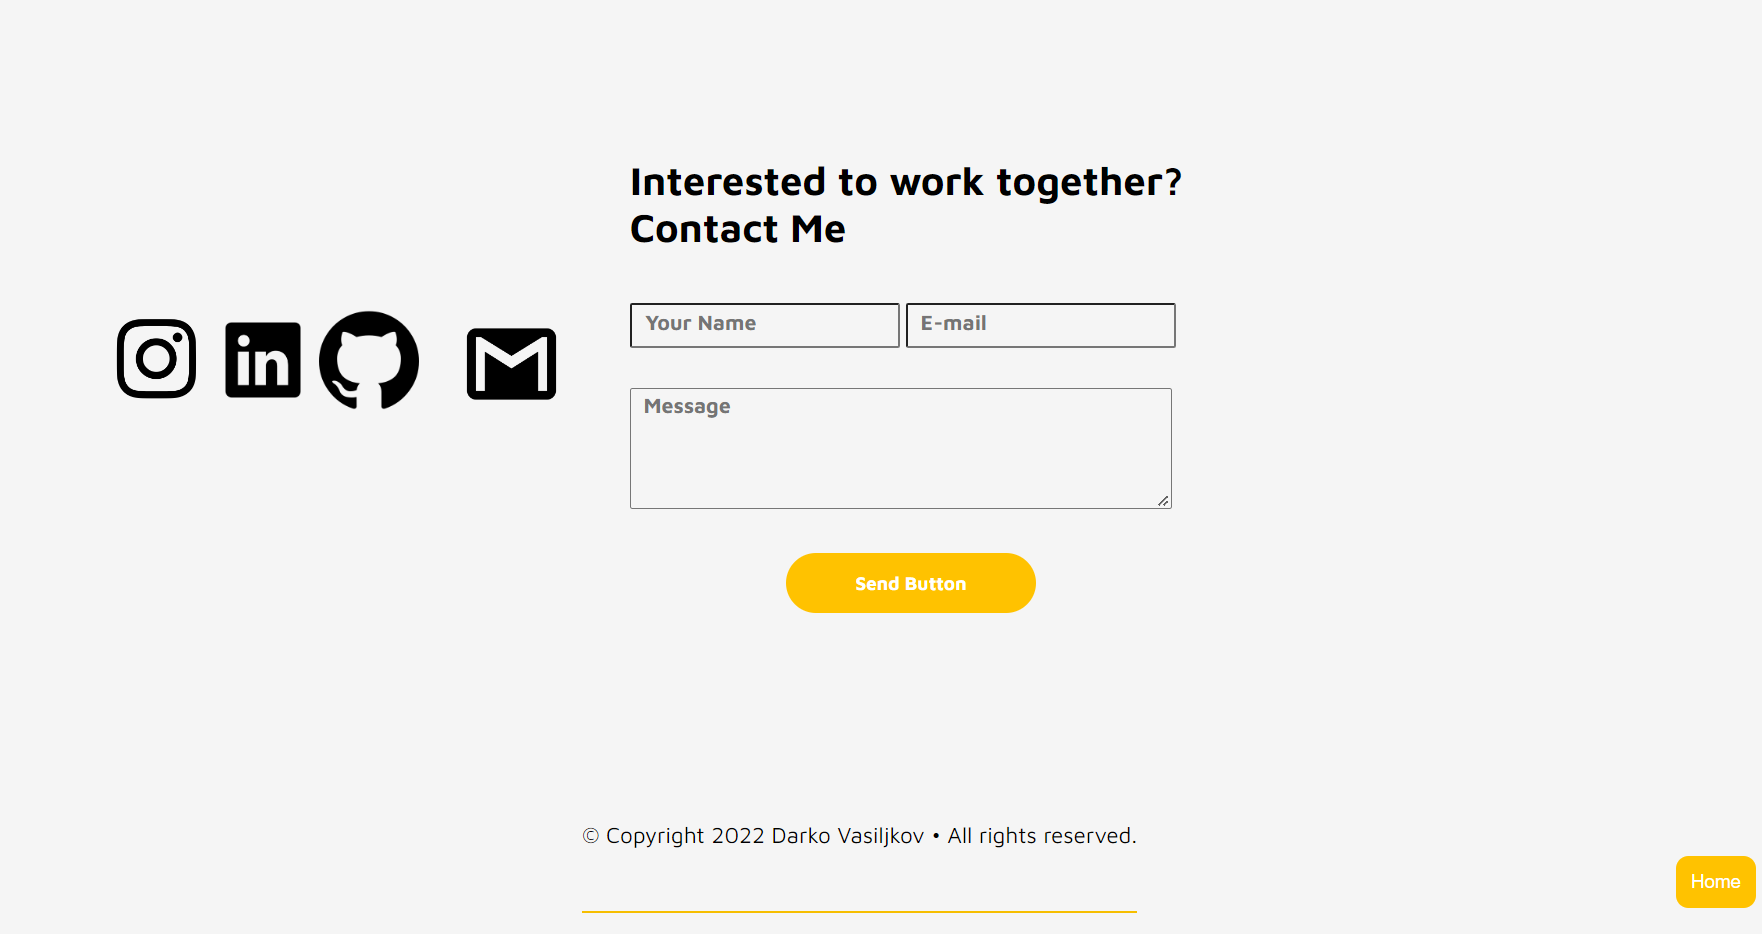 Interested to work together?
Contact Me
Your Name E-mail
Message
Send Button
© Copyright 2022 Darko Vasiljkov • All rights reserved.
Home